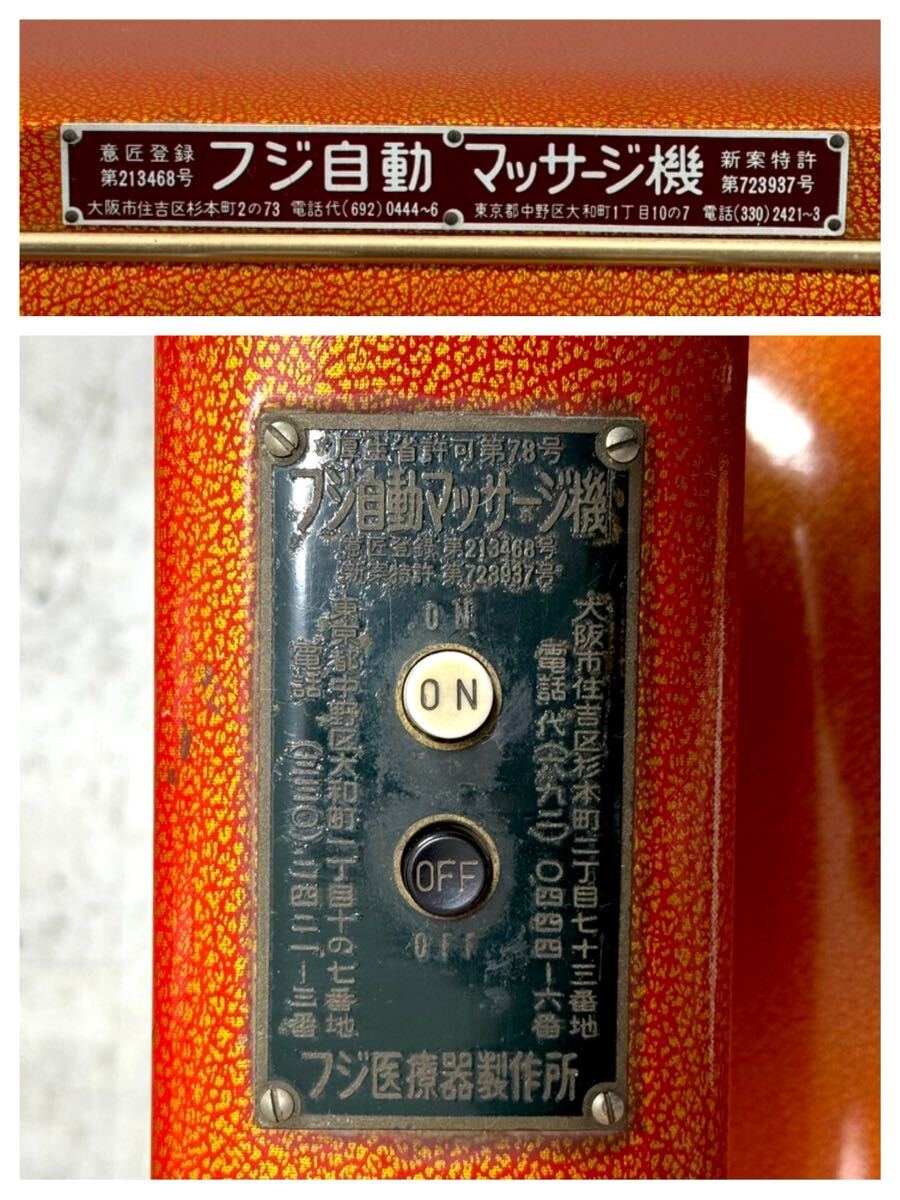 意匠登録
第213468号
フジ自動 マッサージ機
新案特許
第723937号
大阪市住吉区杉本町2の73 電話代(692)0444~6
東京都中野区大和町1丁目10の7 電話(330)2421~3
厚生省許可第78号
フジ自動マッサージ機
意匠登録 第213468号
新案特許 第723937号
ON
ON
OFF
OFF
大阪市住吉区杉本町二丁目七十三番地
電話代(六九二)〇四四四-六番
東京都中野区大和町一丁目十の七番地
電話(三三〇)二四二一-三番
フジ医療器製作所